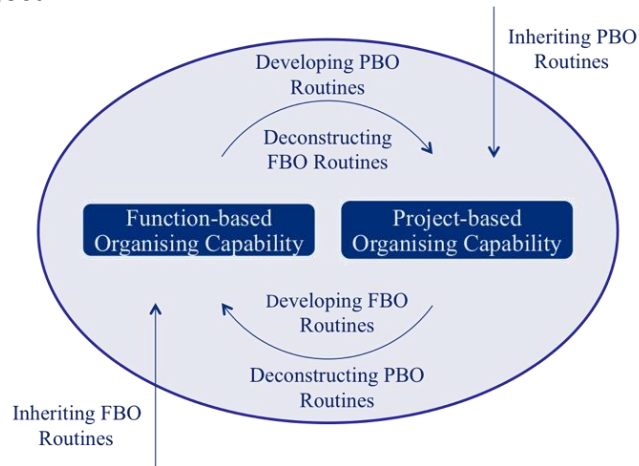 Inheriting PBO
Routines
Developing PBO
Routines
Deconstructing
FBO Routines
Function-based
Organising Capability
Project-based
Organising Capability
Developing FBO
Routines
Deconstructing PBO
Routines
Inheriting FBO
Routines